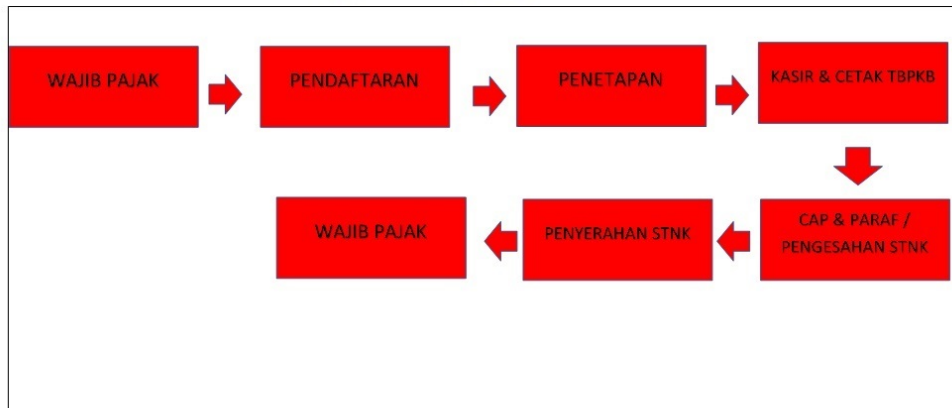 WAJIB PAJAK
PENDAFTARAN
PENETAPAN
KASIR & CETAK TBPKB
CAP & PARAF /
PENGESAHAN STNK
PENYERAHAN STNK
WAJIB PAJAK